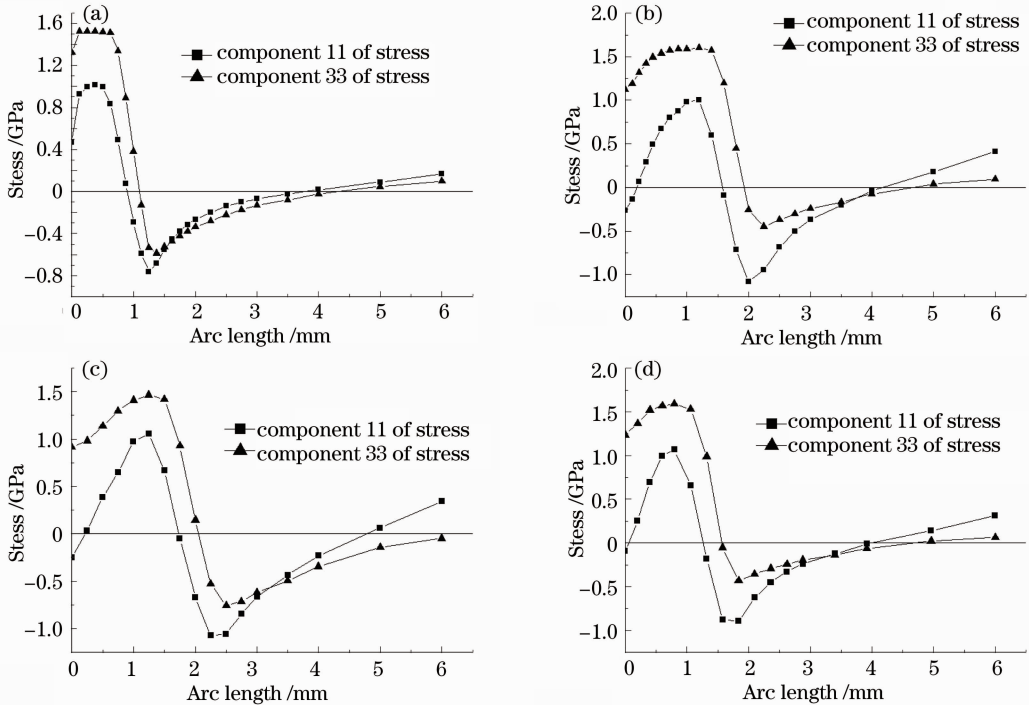 (a)
1.6
1.2
0.8
0.4
0
−0.4
−0.8
Stess /GPa
component 11 of stress
component 33 of stress
0 1 2 3 4 5 6
Arc length /mm
(b)
2.0
1.5
1.0
0.5
0
−0.5
−1.0
Stess /GPa
component 11 of stress
component 33 of stress
0 1 2 3 4 5 6
Arc length /mm
(c)
1.5
1.0
0.5
0
−0.5
−1.0
Stess /GPa
component 11 of stress
component 33 of stress
0 1 2 3 4 5 6
Arc length /mm
(d)
2.0
1.5
1.0
0.5
0
−0.5
−1.0
Stess /GPa
component 11 of stress
component 33 of stress
0 1 2 3 4 5 6
Arc length /mm